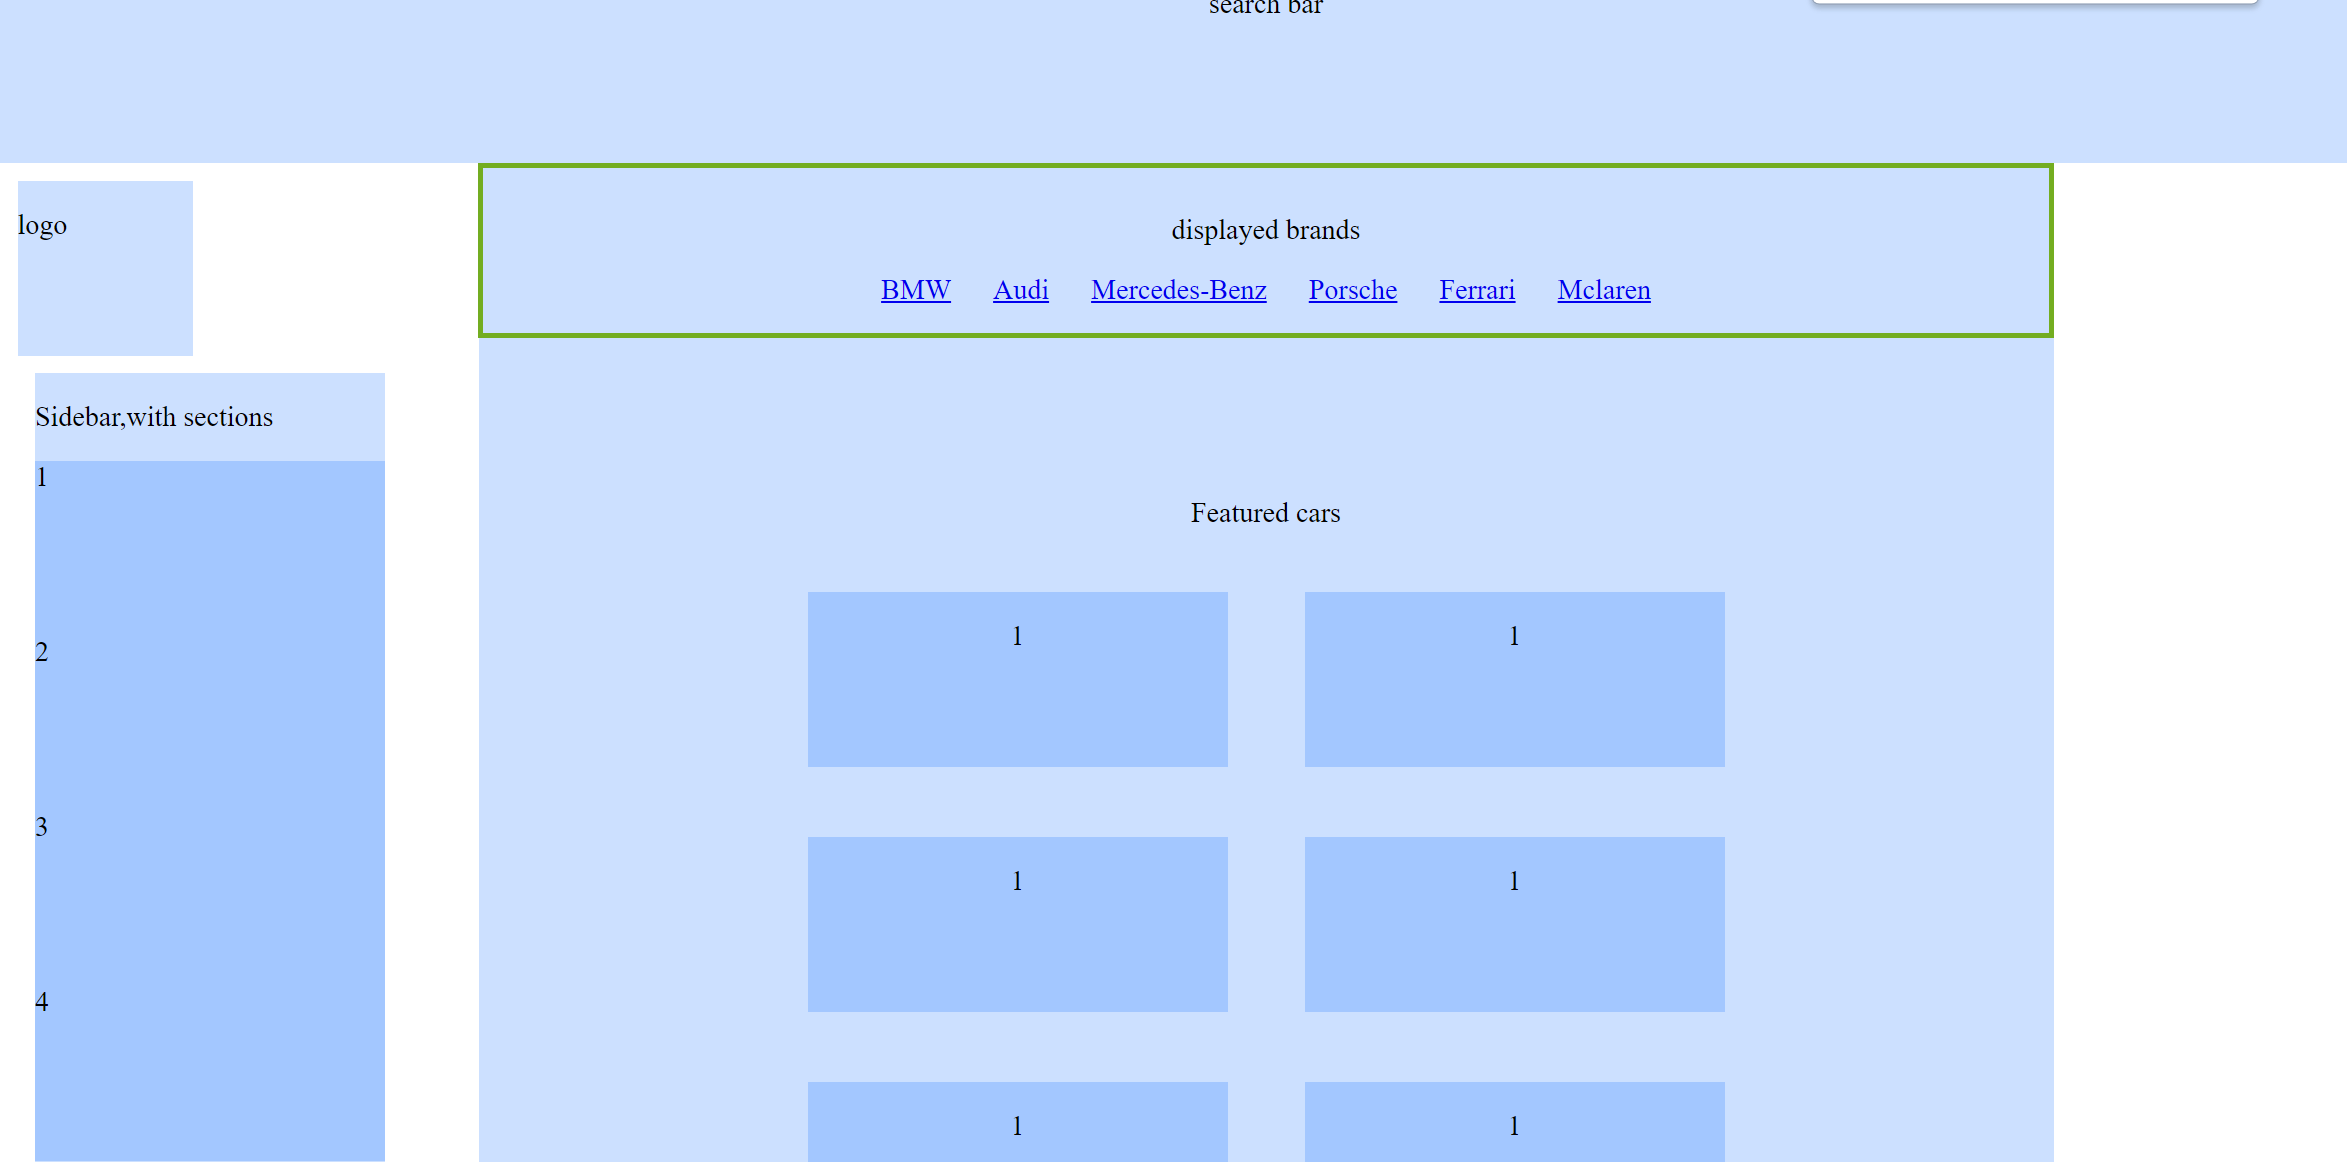 search bar
logo
displayed brands
BMW Audi Mercedes-Benz Porsche Ferrari Mclaren
Sidebar,with sections
1
2
3
4
Featured cars
1 1
1 1
1 1